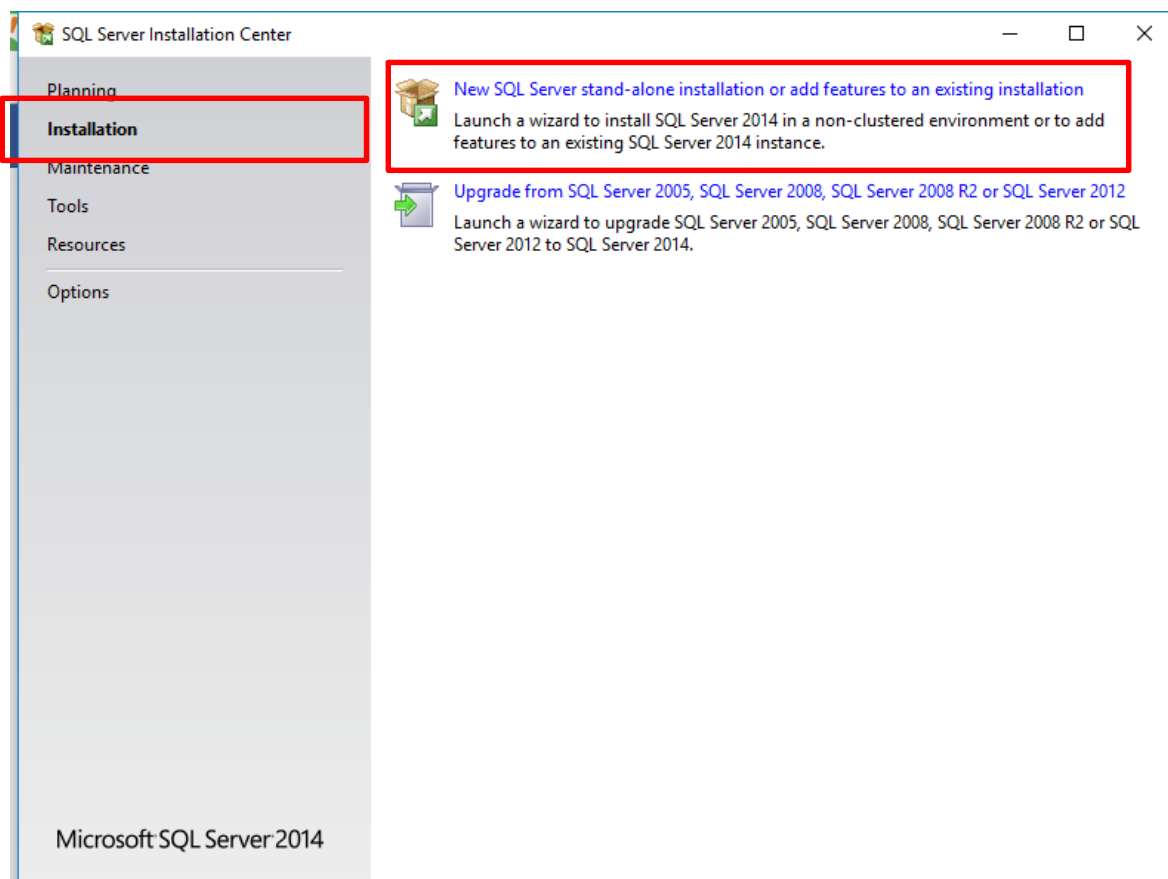 SQL Server Installation Center
Planning
Installation
Maintenance
Tools
Resources
Options
New SQL Server stand-alone installation or add features to an existing installation
Launch a wizard to install SQL Server 2014 in a non-clustered environment or to add
features to an existing SQL Server 2014 instance.
Upgrade from SQL Server 2005, SQL Server 2008, SQL Server 2008 R2 or SQL Server 2012
Launch a wizard to upgrade SQL Server 2005, SQL Server 2008, SQL Server 2008 R2 or SQL
Server 2012 to SQL Server 2014.
Microsoft SQL Server 2014